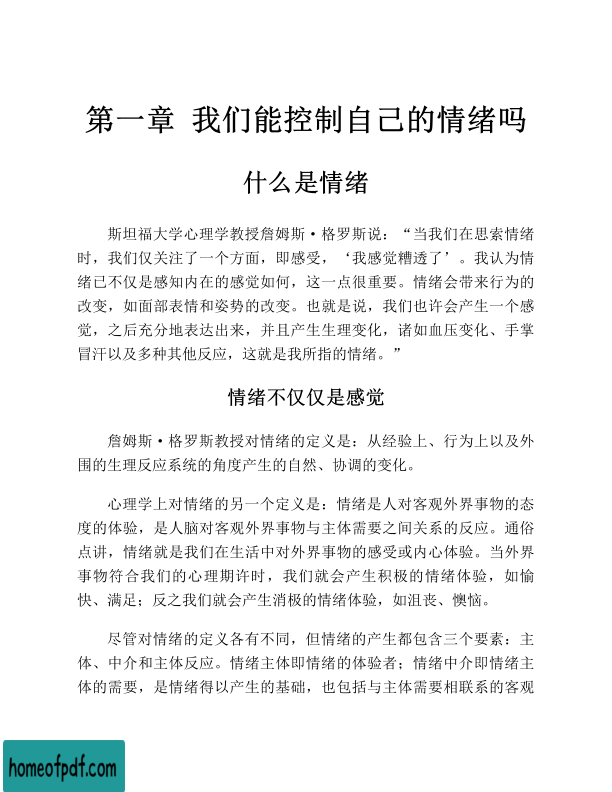 第一章 我们能控制自己的情绪吗
什么是情绪
斯坦福大学心理学教授詹姆斯·格罗斯说：“当我们在思索情绪
时，我们仅关注了一个方面，即感受，‘我感觉糟透了’。我认为情
绪已不仅是感知内在的感觉如何，这一点很重要。情绪会带来行为的
改变，如面部表情和姿势的改变。也就是说，我们也许会产生一个感
觉，之后充分地表达出来，并且产生生理变化，诸如血压变化、手掌
冒汗以及多种其他反应，这就是我所指的情绪。”
情绪不仅仅是感觉
詹姆斯·格罗斯教授对情绪的定义是：从经验上、行为上以及外
围的生理反应系统的角度产生的自然、协调的变化。
心理学上对情绪的另一个定义是：情绪是人对客观外界事物的态
度的体验，是人脑对客观外界事物与主体需要之间关系的反应。通俗
点讲，情绪就是我们在生活中对外界事物的感受或内心体验。当外界
事物符合我们的心理期许时，我们就会产生积极的情绪体验，如愉
快、满足；反之我们就会产生消极的情绪体验，如沮丧、懊恼。
尽管对情绪的定义各有不同，但情绪的产生都包含三个要素：主
体、中介和主体反应。情绪主体即情绪的体验者；情绪中介即情绪主
体的需要，是情绪得以产生的基础，也包括与主体需要相联系的客观
homeofpdf.com